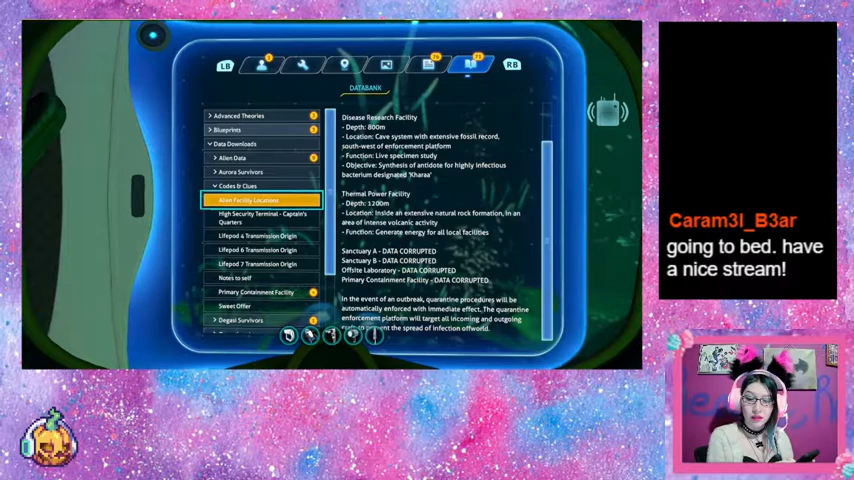 LB
1
79
73
RB
DATABANK
Advanced Theories
Blueprints
Data Downloads
Alien Data
Aurora Survivors
Codes & Clues
Alien Facility Locations
High Security Terminal - Captain's
Quarters
Lifepod 4 Transmission Origin
Lifepod 6 Transmission Origin
Lifepod 7 Transmission Origin
Notes to self
Primary Containment Facility
Sweet Offer
Degasi Survivors
Disease Research Facility
- Depth: 800m
- Location: Cave system with extensive fossil record,
south-west of enforcement platform
- Function: Live specimen study
- Objective: Synthesis of antidote for highly infectious
bacterium designated 'Kharaa'
Thermal Power Facility
- Depth: 1200m
- Location: Inside an extensive natural rock formation, in an
area of intense volcanic activity
- Function: Generate energy for all local facilities
Sanctuary A - DATA CORRUPTED
Sanctuary B - DATA CORRUPTED
Offsite Laboratory - DATA CORRUPTED
Primary Containment Facility - DATA CORRUPTED
In the event of an outbreak, quarantine procedures will be
automatically enforced with immediate effect. The quarantine
enforcement platform will target all incoming and outgoing
craft to prevent the spread of infection offworld.
Caram3l_B3ar
going to bed. have
a nice stream!